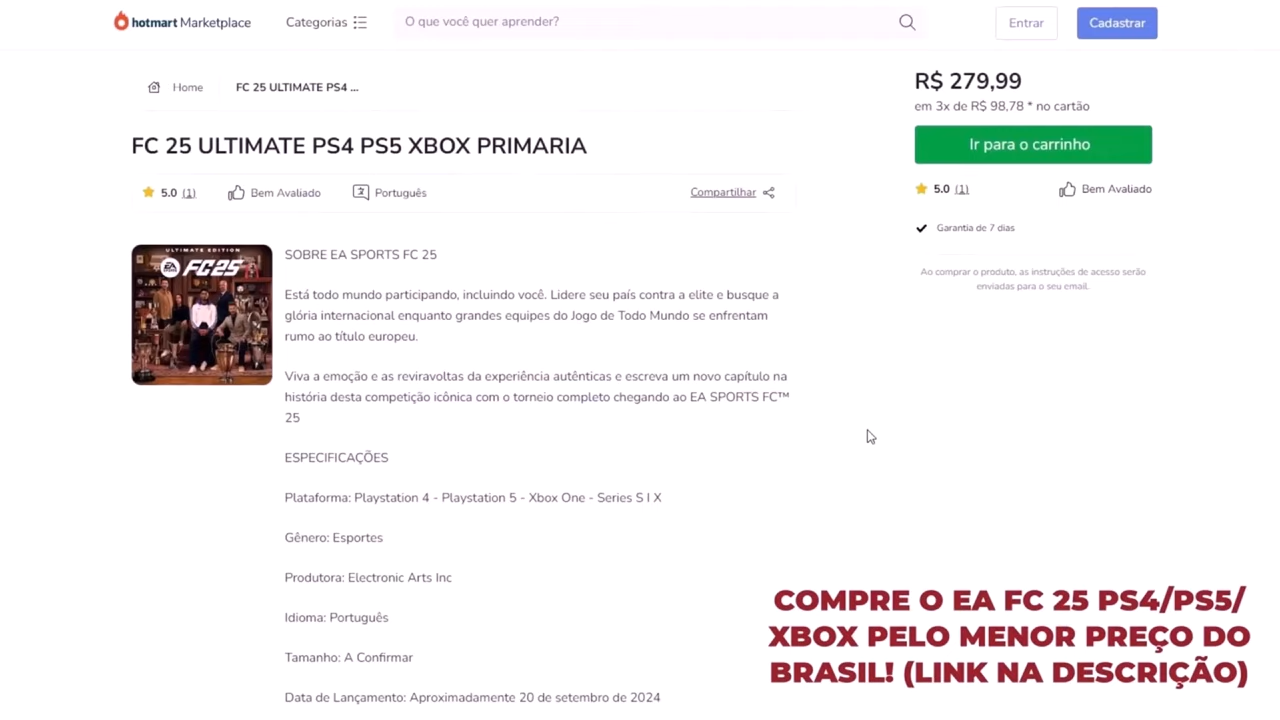 hotmart Marketplace
Categorias
O que você quer aprender?
Entrar
Cadastrar
Home
FC 25 ULTIMATE PS4 ...
FC 25 ULTIMATE PS4 PS5 XBOX PRIMARIA
5.0 (1)
Bem Avaliado
Português
Compartilhar
R$ 279,99
em 3x de R$ 98,78 * no cartão
Ir para o carrinho
5.0 (1)
Bem Avaliado
Garantia de 7 dias
Ao comprar o produto, as instruções de acesso serão
enviadas para o seu email.
ULTIMATE EDITION
EA SPORTS FC25
SOBRE EA SPORTS FC 25
Está todo mundo participando, incluindo você. Lidere seu país contra a elite e busque a
glória internacional enquanto grandes equipes do Jogo de Todo Mundo se enfrentam
rumo ao título europeu.
Viva a emoção e as reviravoltas da experiência autênticas e escreva um novo capítulo na
história desta competição icônica com o torneio completo chegando ao EA SPORTS FC™
25
ESPECIFICAÇÕES
Plataforma: Playstation 4 - Playstation 5 - Xbox One - Series S I X
Gênero: Esportes
Produtora: Electronic Arts Inc
Idioma: Português
Tamanho: A Confirmar
Data de Lançamento: Aproximadamente 20 de setembro de 2024
COMPRE O EA FC 25 PS4/PS5/
XBOX PELO MENOR PREÇO DO
BRASIL! (LINK NA DESCRIÇÃO)